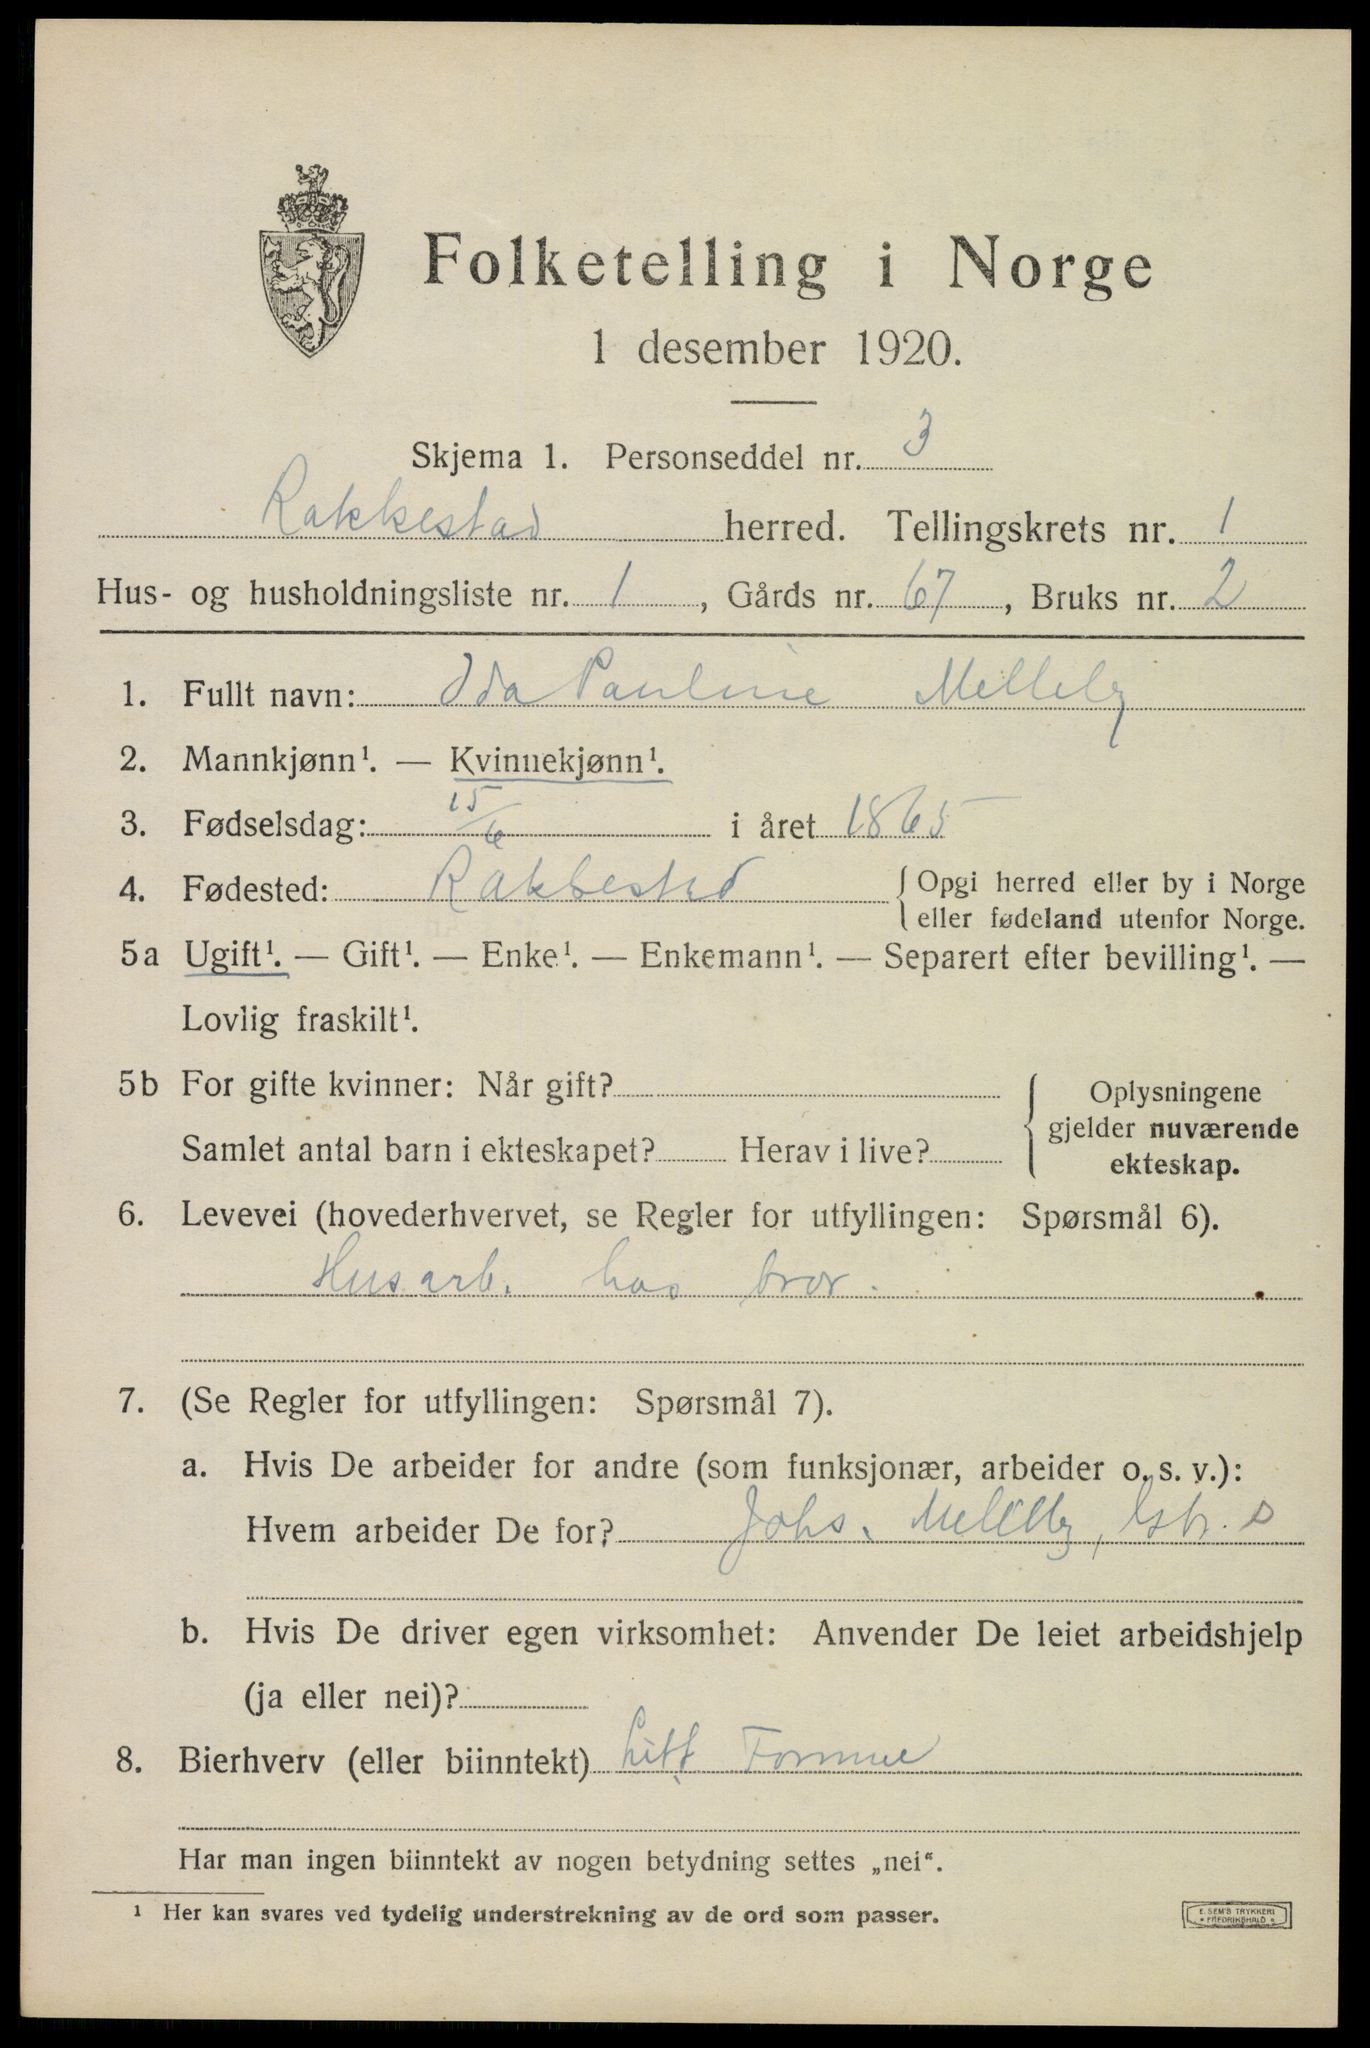 Folketelling i Norge
1 desember 1920.
Skjema 1. Personseddel nr. 3
Rakkestad herred. Tellingskrets nr. 1
Hus- og husholdningsliste nr. 1, Gårds nr. 67, Bruks nr. 2
1. Fullt navn: Ida Pauline Melleby
2. Mannkjønn¹. — Kvinnekjønn¹.
3. Fødselsdag: 15/6 i året 1865
4. Fødested: Rakkestad { Opgi herred eller by i Norge
eller fødeland utenfor Norge.
5a Ugift¹. — Gift¹. — Enke¹. — Enkemann¹. — Separert efter bevilling¹. —
Lovlig fraskilt¹.
5b For gifte kvinner: Når gift?
Samlet antal barn i ekteskapet? Herav i live?
Oplysningene
gjelder nuværende
ekteskap.
6. Levevei (hovederhvervet, se Regler for utfyllingen: Spørsmål 6).
Husarb. hos bror.
7. (Se Regler for utfyllingen: Spørsmål 7).
a. Hvis De arbeider for andre (som funksjonær, arbeider o. s. v.):
Hvem arbeider De for? Johs. Melleby,
b. Hvis De driver egen virksomhet: Anvender De leiet arbeidshjelp
(ja eller nei)?
8. Bierhverv (eller biinntekt) Litt Formue
Har man ingen biinntekt av nogen betydning settes „nei“.
¹ Her kan svares ved tydelig understrekning av de ord som passer.
E. SEM'S TRYKKERI
FREDRIKSHALD